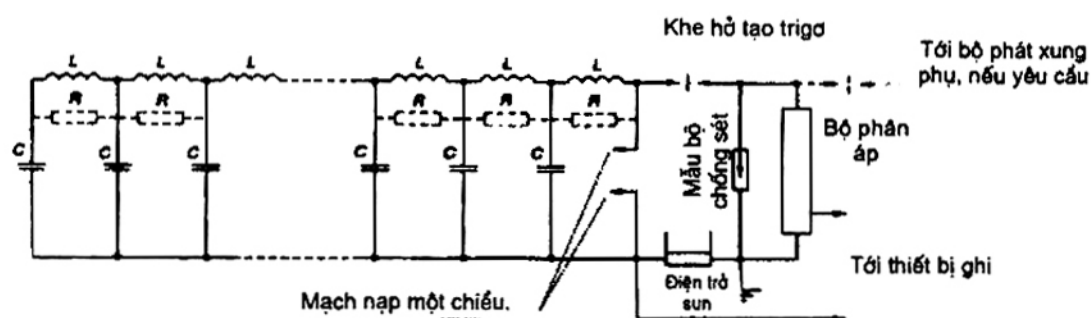 Khe hở tạo trigơ
Tới bộ phát xung
phụ, nếu yêu cầu
L L L L L L
R R R R R
Bộ phân
áp
Mẫu bộ
chống sét
C C C C C C
Tới thiết bị ghi
Điện trở
sun
Mạch nạp một chiều.